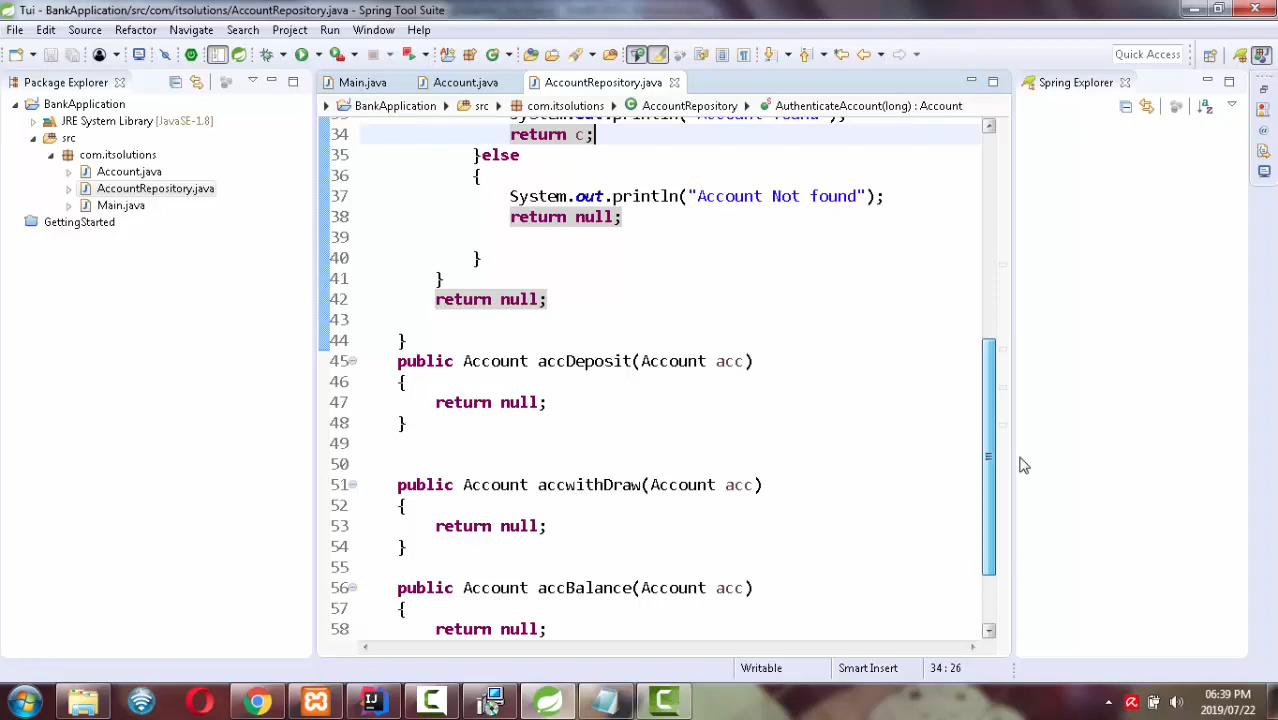 Tui - BankApplication/src/com/itsolutions/AccountRepository.java - Spring Tool Suite
File Edit Source Refactor Navigate Search Project Run Window Help
Quick Access
Package Explorer
BankApplication
JRE System Library [JavaSE-1.8]
src
com.itsolutions
Account.java
AccountRepository.java
Main.java
GettingStarted
Main.java Account.java AccountRepository.java
BankApplication src com.itsolutions AccountRepository AuthenticateAccount(long) : Account
System.out.println("Account found");
34 return c;
35 }else
36 {
37 System.out.println("Account Not found");
38 return null;
39
40 }
41 }
42 return null;
43
44 }
45 public Account accDeposit(Account acc)
46 {
47 return null;
48 }
49
50
51 public Account accwithDraw(Account acc)
52 {
53 return null;
54 }
55
56 public Account accBalance(Account acc)
57 {
58 return null;
Spring Explorer
Writable Smart Insert 34 : 26
06:39 PM
2019/07/22